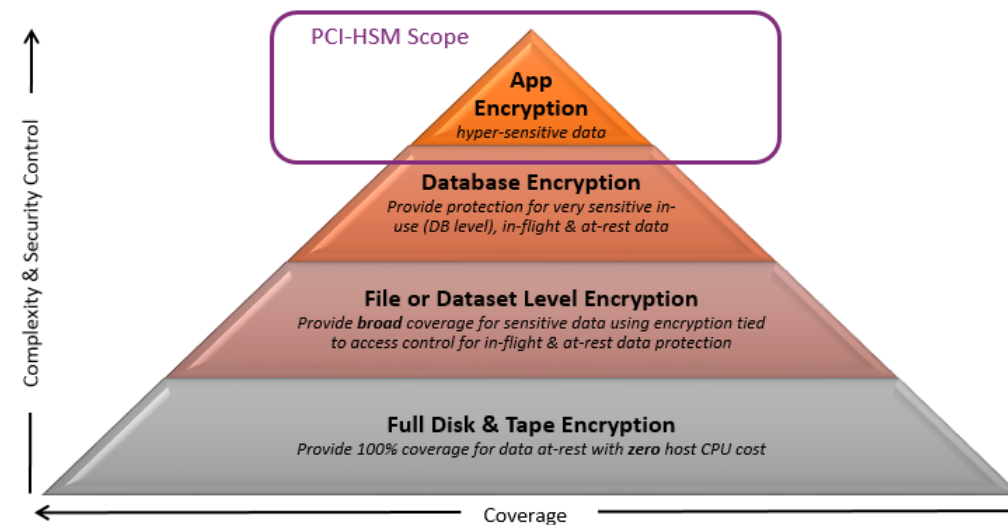 PCI-HSM Scope
App
Encryption
hyper-sensitive data
Database Encryption
Provide protection for very sensitive in-
use (DB level), in-flight & at-rest data
File or Dataset Level Encryption
Provide broad coverage for sensitive data using encryption tied
to access control for in-flight & at-rest data protection
Full Disk & Tape Encryption
Provide 100% coverage for data at-rest with zero host CPU cost
Complexity & Security Control
Coverage